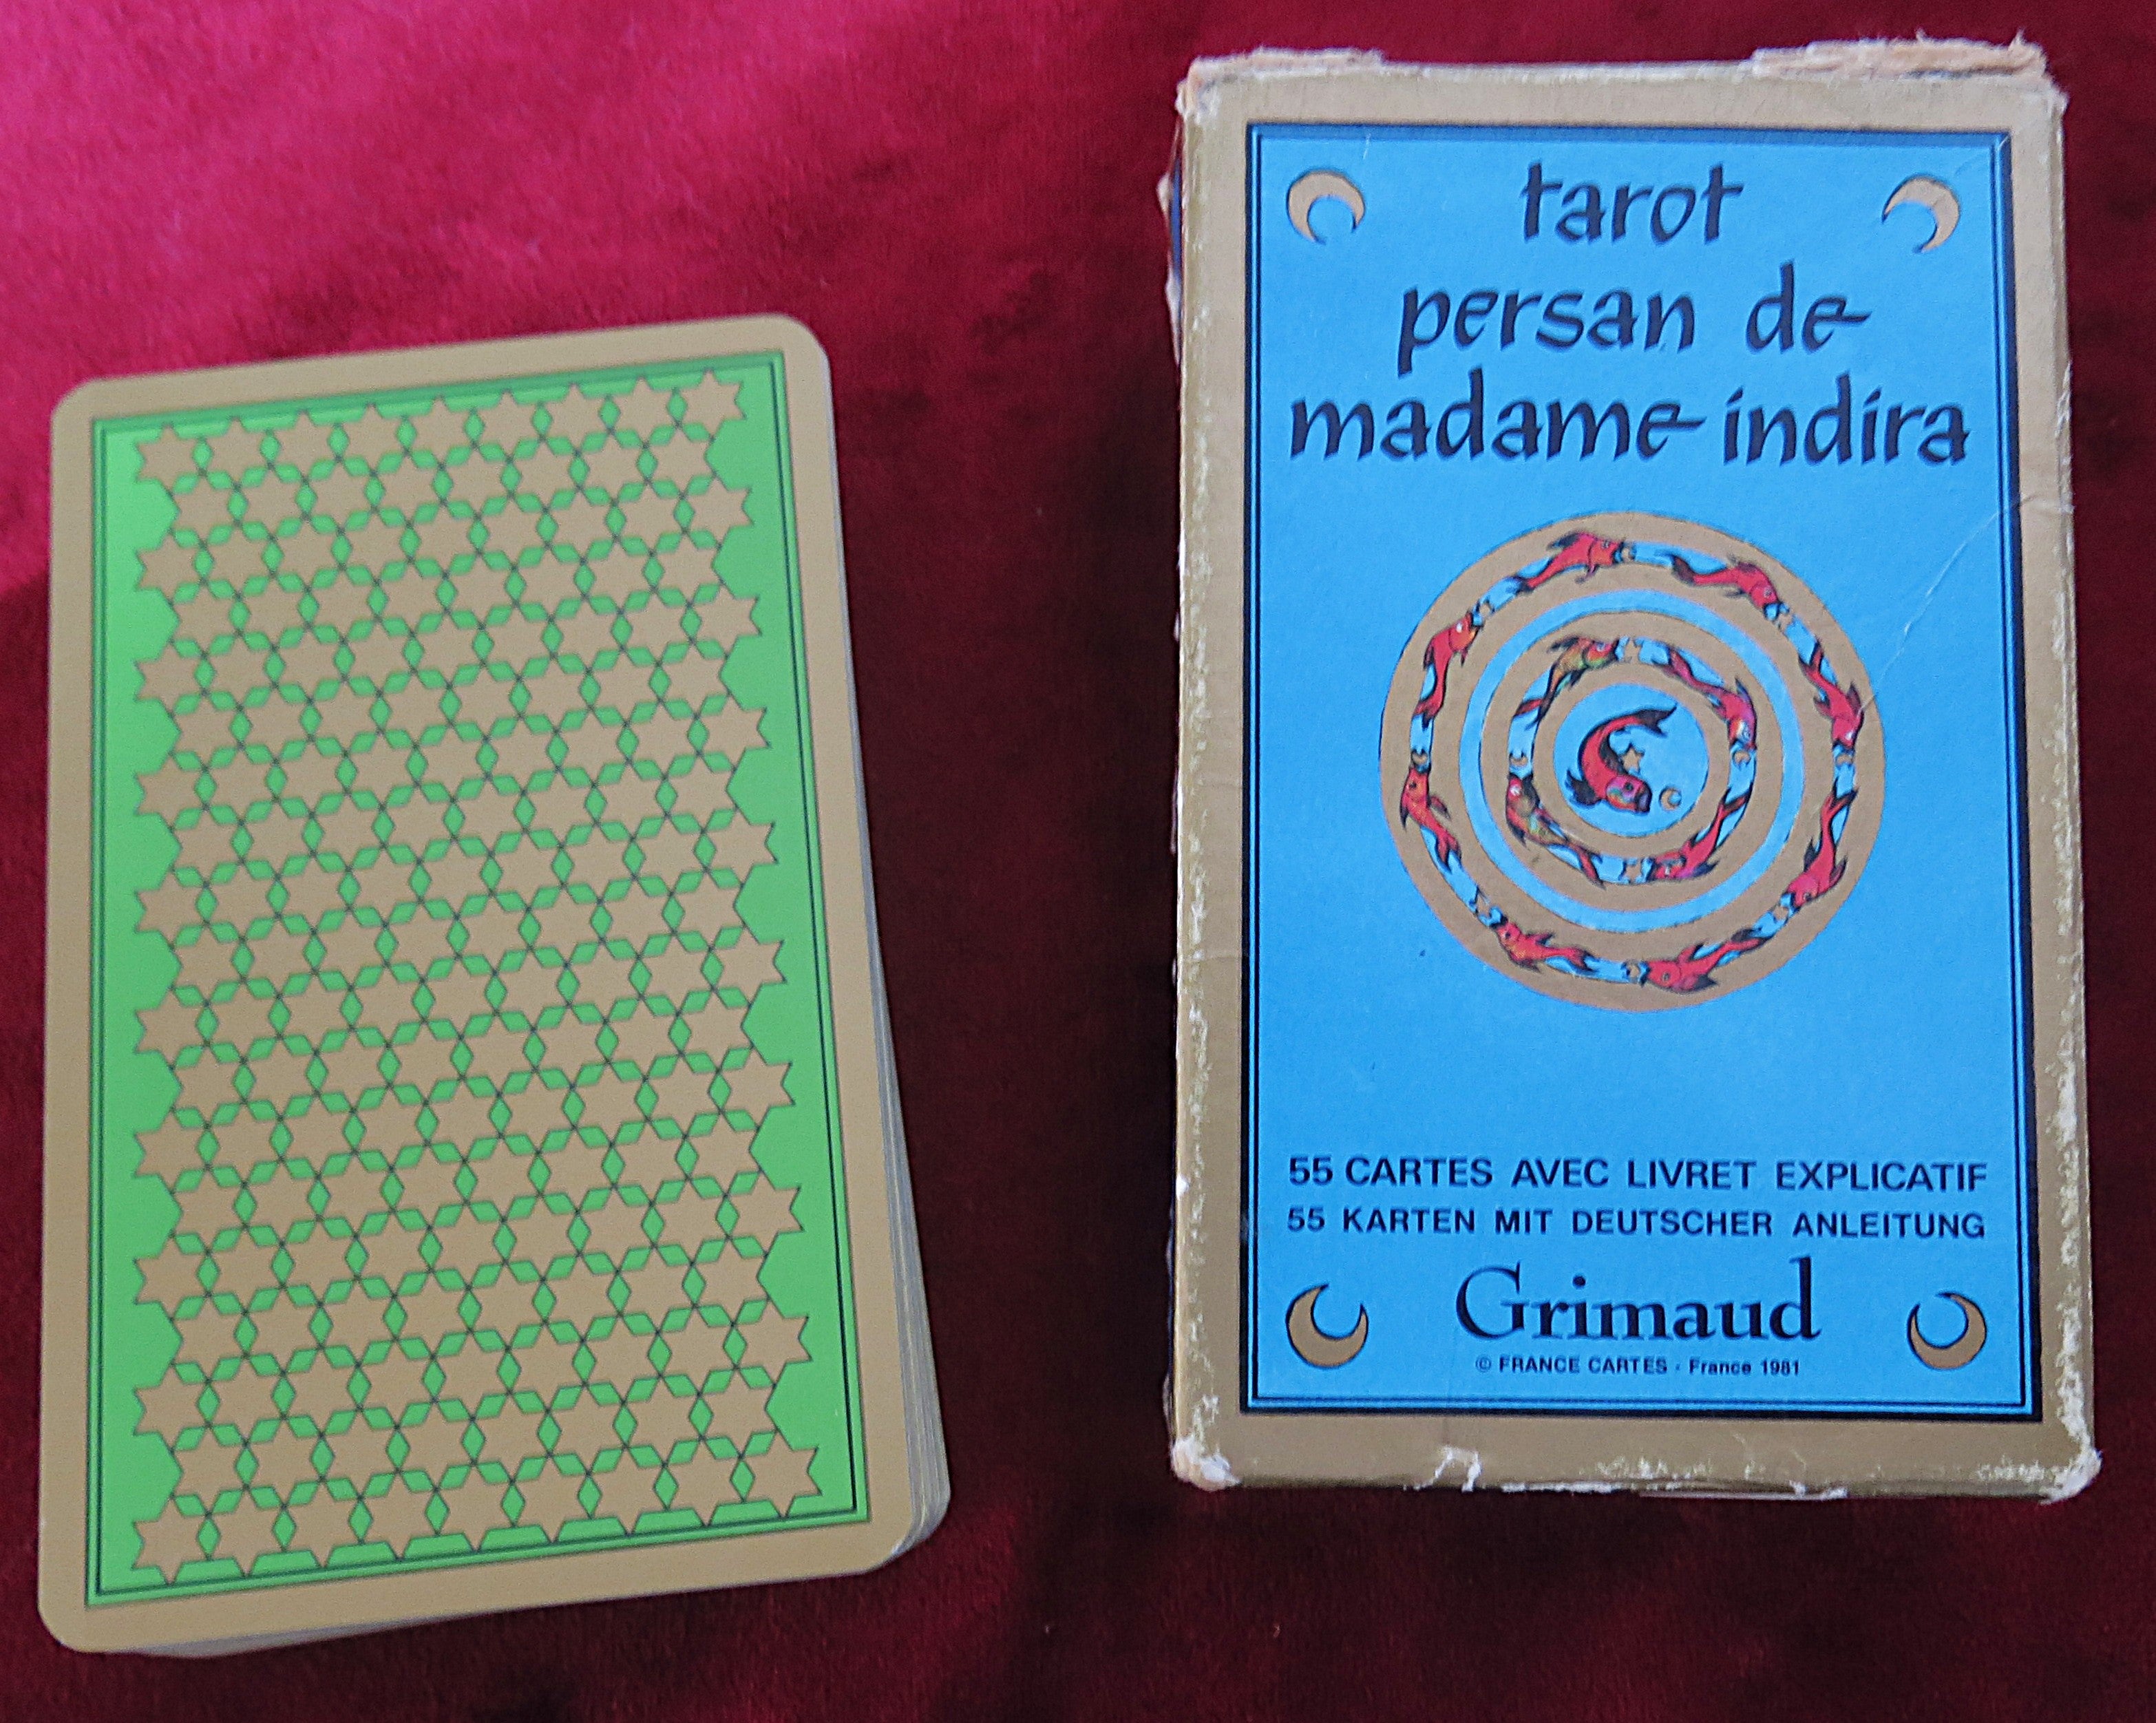 tarot
persan de
madame indira
55 CARTES AVEC LIVRET EXPLICATIF
55 KARTEN MIT DEUTSCHER ANLEITUNG
Grimaud
© FRANCE CARTES - France 1981